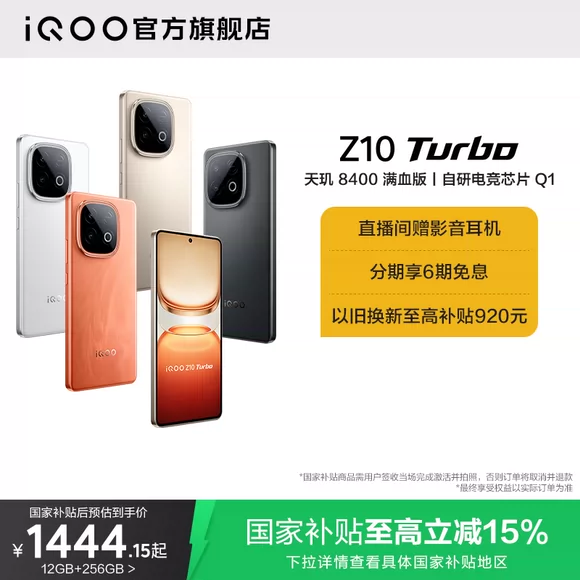 iQOO官方旗舰店
Z10 Turbo
天玑 8400 满血版 | 自研电竞芯片 Q1
直播间赠影音耳机
分期享6期免息
以旧换新至高补贴920元
iQOO
iQOO
iQOO
iQOO
iQOO Z10 Turbo
*国家补贴商品需用户签收当场完成激活并拍照,否则订单将取消并退款
*最终享受权益以实际订单为准
国家补贴后预估到手价
¥1444.15起
12GB+256GB >
国家补贴至高立减15%
下拉详情查看具体国家补贴地区